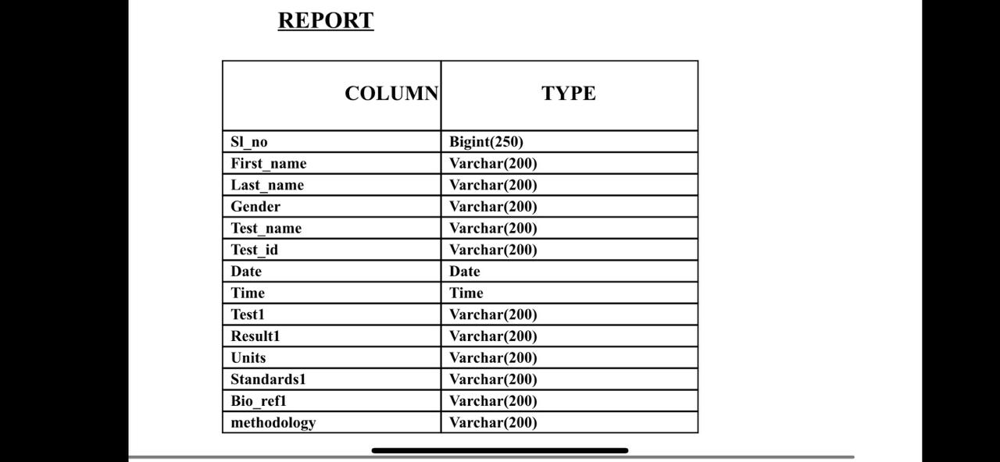 REPORT
COLUMN TYPE
Sl_no Bigint(250)
First_name Varchar(200)
Last_name Varchar(200)
Gender Varchar(200)
Test_name Varchar(200)
Test_id Varchar(200)
Date Date
Time Time
Test1 Varchar(200)
Result1 Varchar(200)
Units Varchar(200)
Standards1 Varchar(200)
Bio_ref1 Varchar(200)
methodology Varchar(200)